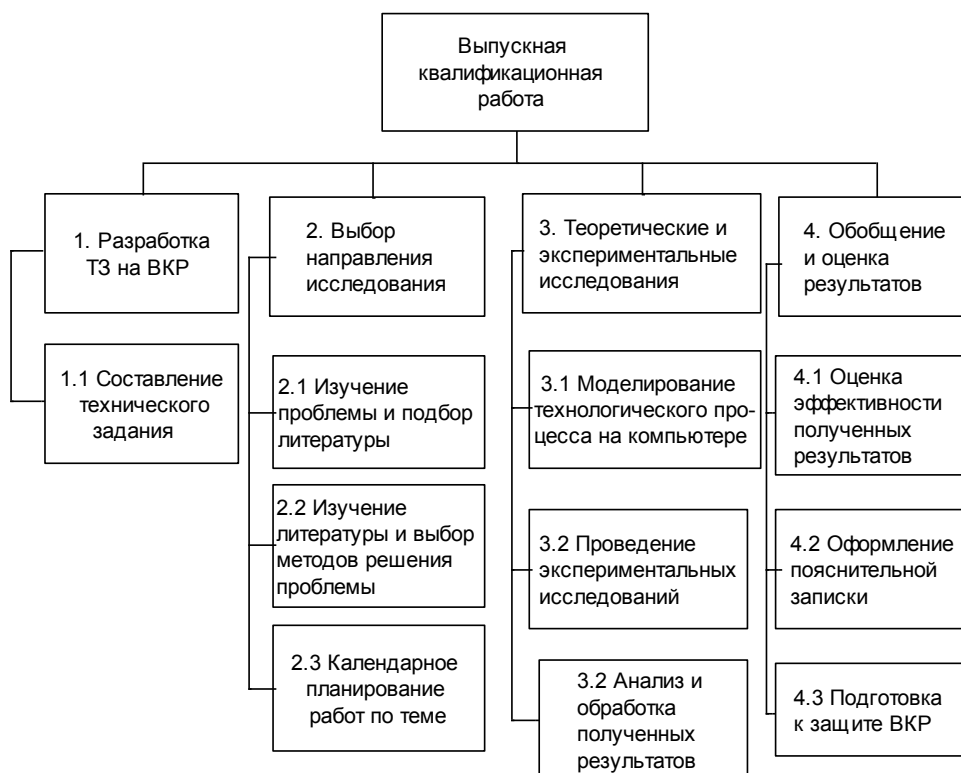 Выпускная
квалификационная
работа
1. Разработка
ТЗ на ВКР
1.1 Составление
технического
задания
2. Выбор
направления
исследования
2.1 Изучение
проблемы и подбор
литературы
2.2 Изучение
литературы и выбор
методов решения
проблемы
2.3 Календарное
планирование
работ по теме
3. Теоретические и
экспериментальные
исследования
3.1 Моделирование
технологического про-
цесса на компьютере
3.2 Проведение
экспериментальных
исследований
3.2 Анализ и
обработка
полученных
результатов
4. Обобщение
и оценка
результатов
4.1 Оценка
эффективности
полученных
результатов
4.2 Оформление
пояснительной
записки
4.3 Подготовка
к защите ВКР